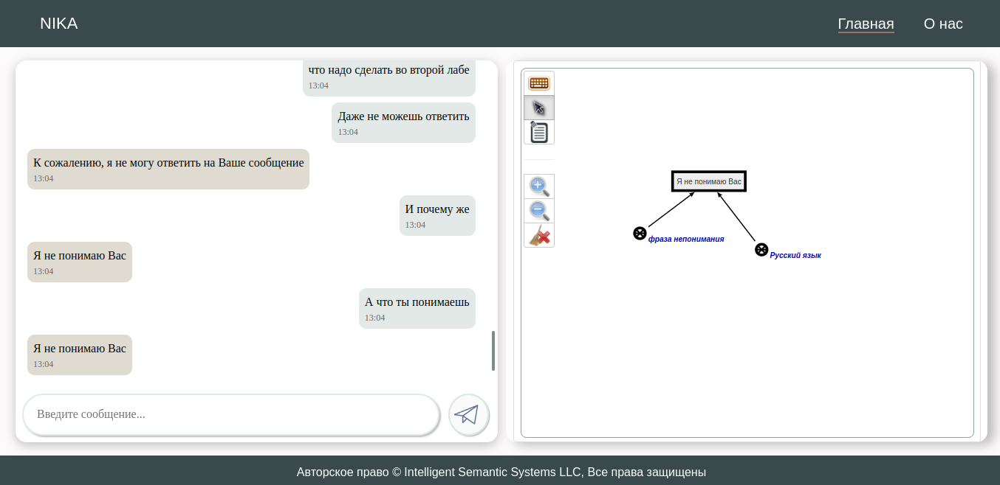 NIKA
Главная
О нас
что надо сделать во второй лабе
13:04
Даже не можешь ответить
13:04
К сожалению, я не могу ответить на Ваше сообщение
13:04
И почему же
13:04
Я не понимаю Вас
13:04
А что ты понимаешь
13:04
Я не понимаю Вас
13:04
Введите сообщение...
Я не понимаю Вас
фраза непонимания
Русский язык
Авторское право © Intelligent Semantic Systems LLC, Все права защищены